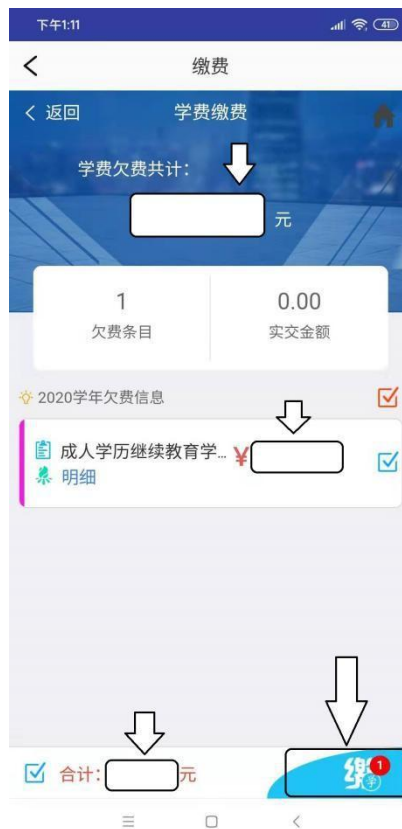 下午1:11
41
缴费
返回 学费缴费
学费欠费共计：
元
1 0.00
欠费条目 实交金额
2020学年欠费信息
成人学历继续教育学... ¥
明细
合计： 元
缴 1